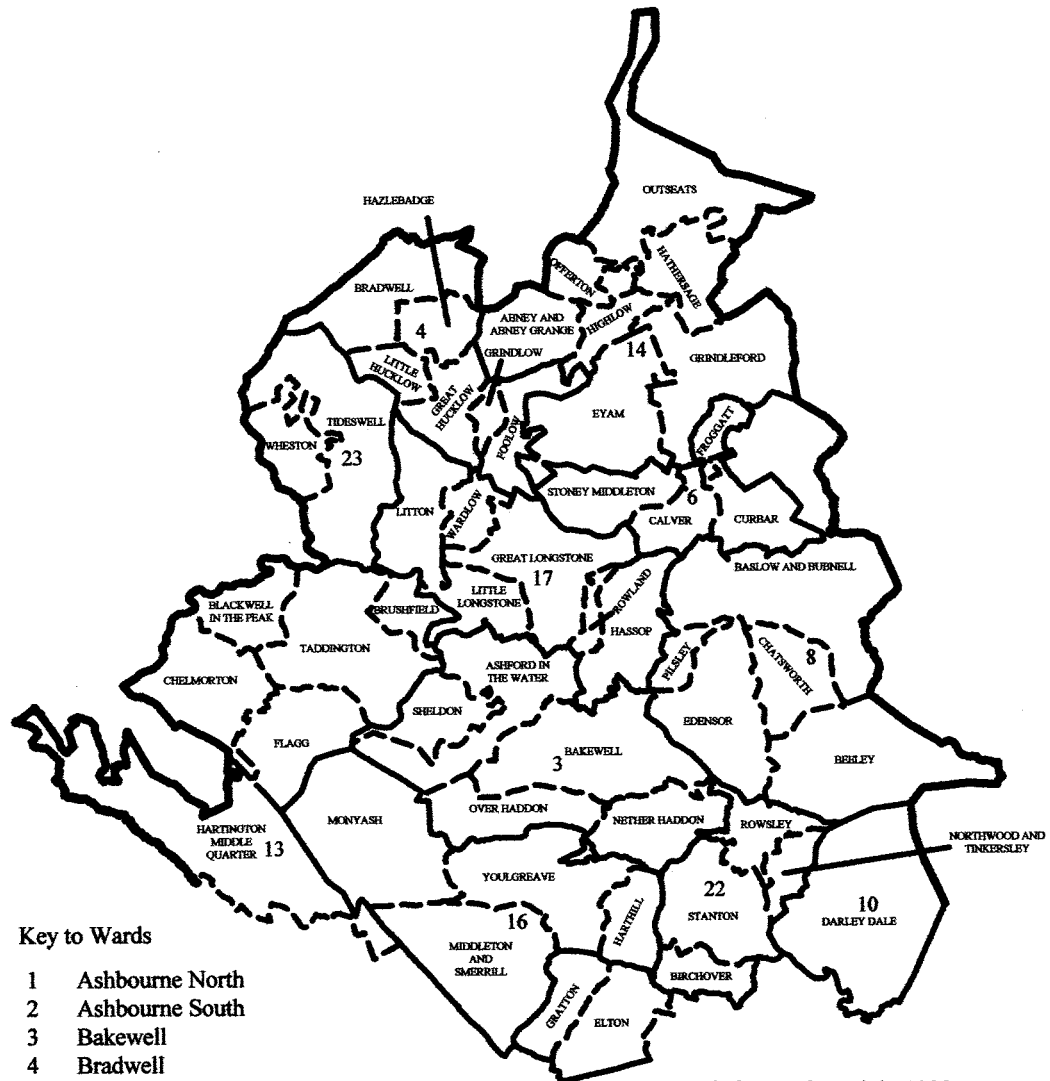 OUTSEATS
HAZLEBADGE
HATHERSAGE
OFFERTON
BRADWELL
ABNEY AND
ABNEY GRANGE
HIGHLOW
4
GRINDLOW
14
GRINDLEFORD
LITTLE
HUCKLOW
GREAT
HUCKLOW
EYAM
FROGGATT
TIDESWELL
WHESTON
FOOLOW
23
STONEY MIDDLETON
6
LITTON
WARDLOW
CALVER
CURBAR
GREAT LONGSTONE
BASLOW AND BUBNELL
17
ROWLAND
LITTLE
LONGSTONE
BLACKWELL
IN THE PEAK
BRUSHFIELD
HASSOP
TADDINGTON
PILSLEY
CHATSWORTH
8
ASHFORD IN
THE WATER
CHELMORTON
SHELDON
EDENSOR
FLAGG
BAKEWELL
3
BEELEY
OVER HADDON
MONYASH
NETHER HADDON
ROWSLEY
HARTINGTON
MIDDLE
QUARTER
13
NORTHWOOD AND
TINKERSLEY
YOULGREAVE
22
STANTON
10
DARLEY DALE
HARTHILL
16
MIDDLETON
AND
SMERRILL
BIRCHOVER
GRATTON
ELTON
Key to Wards
1 Ashbourne North
2 Ashbourne South
3 Bakewell
4 Bradwell